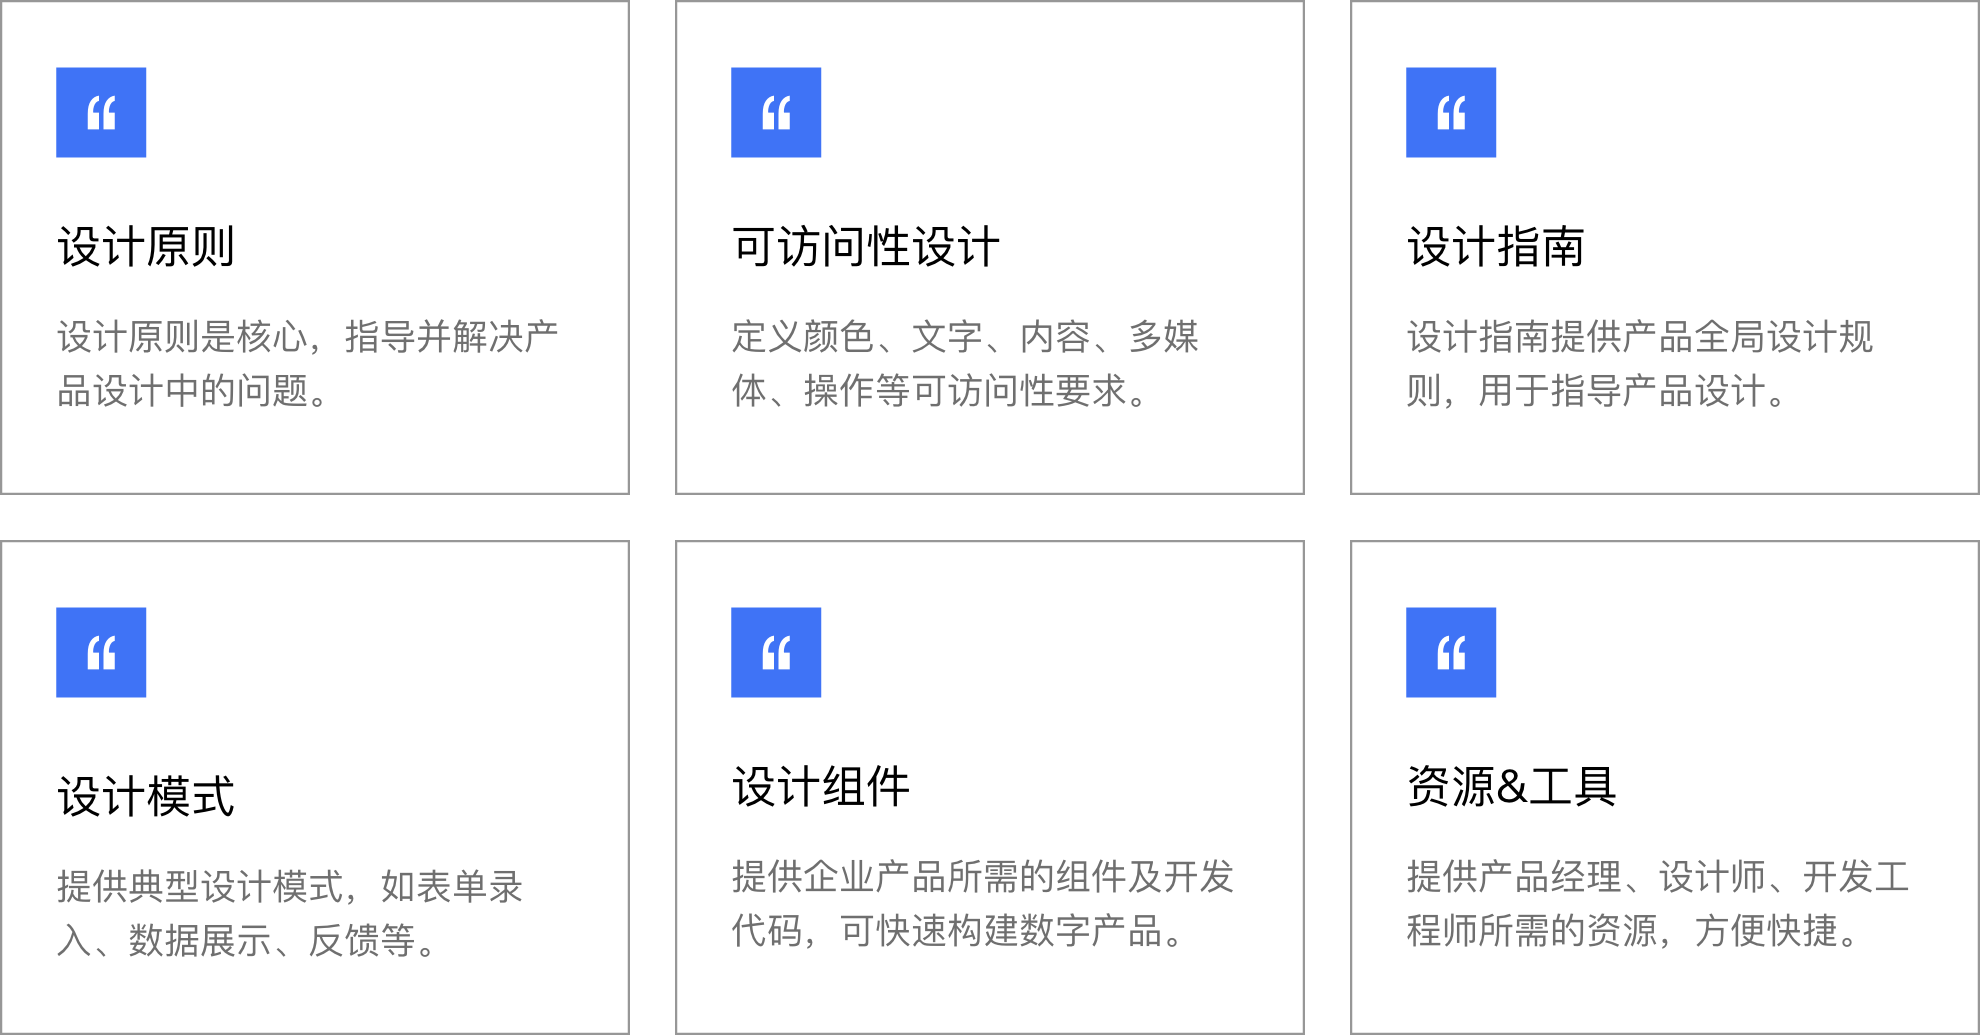 设计原则
设计原则是核心，指导并解决产
品设计中的问题。
可访问性设计
定义颜色、文字、内容、多媒
体、操作等可访问性要求。
设计指南
设计指南提供产品全局设计规
则，用于指导产品设计。
设计模式
提供典型设计模式，如表单录
入、数据展示、反馈等。
设计组件
提供企业产品所需的组件及开发
代码，可快速构建数字产品。
资源&工具
提供产品经理、设计师、开发工
程师所需的资源，方便快捷。